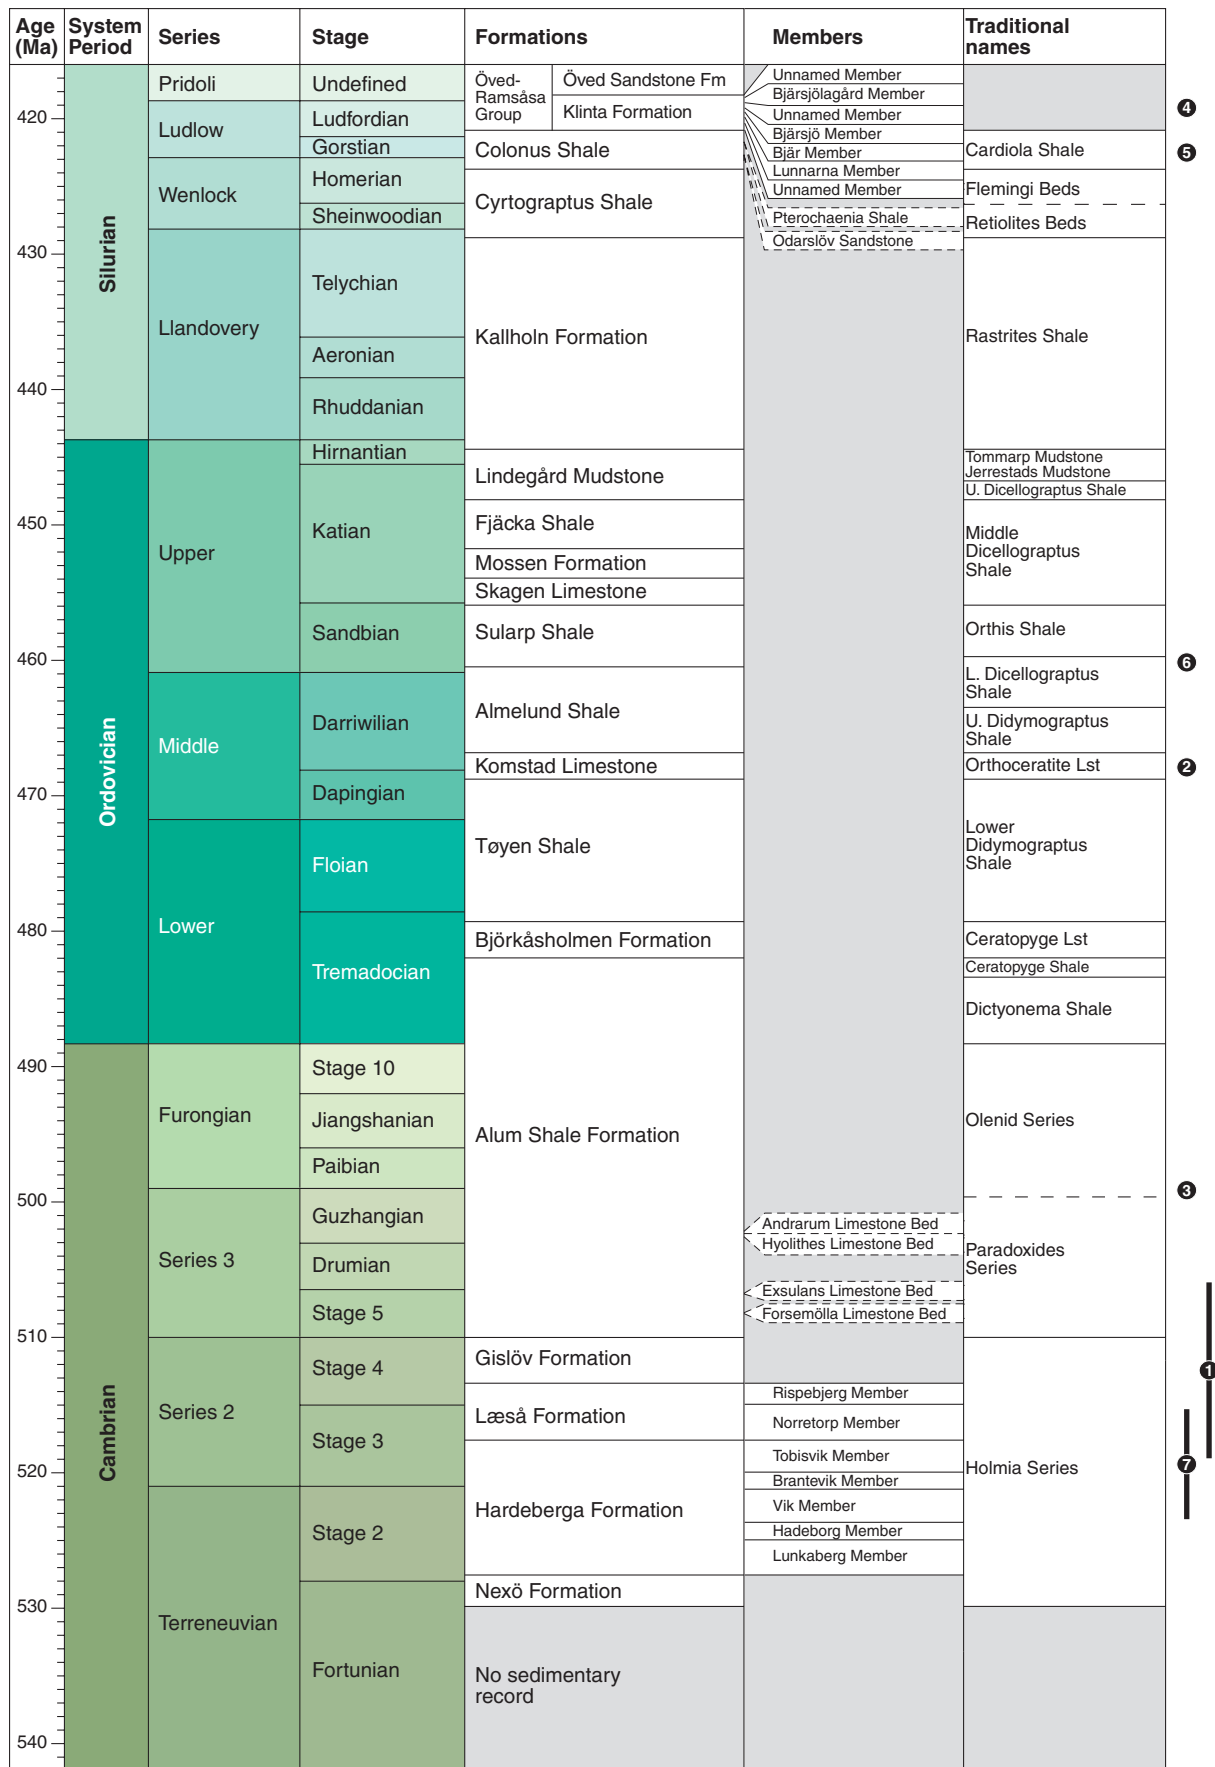 Age
(Ma)
System
Period
Series
Stage
Formations
Members
Traditional
names
420
430
440
450
460
470
480
490
500
510
520
530
540
Silurian
Ordovician
Cambrian
Pridoli
Ludlow
Wenlock
Llandovery
Upper
Middle
Lower
Furongian
Series 3
Series 2
Terreneuvian
Undefined
Ludfordian
Gorstian
Homerian
Sheinwoodian
Telychian
Aeronian
Rhuddanian
Hirnantian
Katian
Sandbian
Darriwilian
Dapingian
Floian
Tremadocian
Stage 10
Jiangshanian
Paibian
Guzhangian
Drumian
Stage 5
Stage 4
Stage 3
Stage 2
Fortunian
Öved-
Ramsåsa
Group
Öved Sandstone Fm
Klinta Formation
Colonus Shale
Cyrtograptus Shale
Kallholn Formation
Lindegård Mudstone
Fjäcka Shale
Mossen Formation
Skagen Limestone
Sularp Shale
Almelund Shale
Komstad Limestone
Tøyen Shale
Björkåsholmen Formation
Alum Shale Formation
Gislöv Formation
Læså Formation
Hardeberga Formation
Nexö Formation
No sedimentary
record
Unnamed Member
Bjärsjölagård Member
Unnamed Member
Bjärsjö Member
Bjär Member
Lunnarna Member
Unnamed Member
Pterochaenia Shale
Odarslöv Sandstone
Andrarum Limestone Bed
Hyolithes Limestone Bed
Exsulans Limestone Bed
Forsemölla Limestone Bed
Rispebjerg Member
Norretorp Member
Tobisvik Member
Brantevik Member
Vik Member
Hadeborg Member
Lunkaberg Member
Cardiola Shale
Flemingi Beds
Retiolites Beds
Rastrites Shale
Tommarp Mudstone
Jerrestads Mudstone
U. Dicellograptus Shale
Middle
Dicellograptus
Shale
Orthis Shale
L. Dicellograptus
Shale
U. Didymograptus
Shale
Orthoceratite Lst
Lower
Didymograptus
Shale
Ceratopyge Lst
Ceratopyge Shale
Dictyonema Shale
Olenid Series
Paradoxides
Series
Holmia Series
4
5
6
2
3
1
7